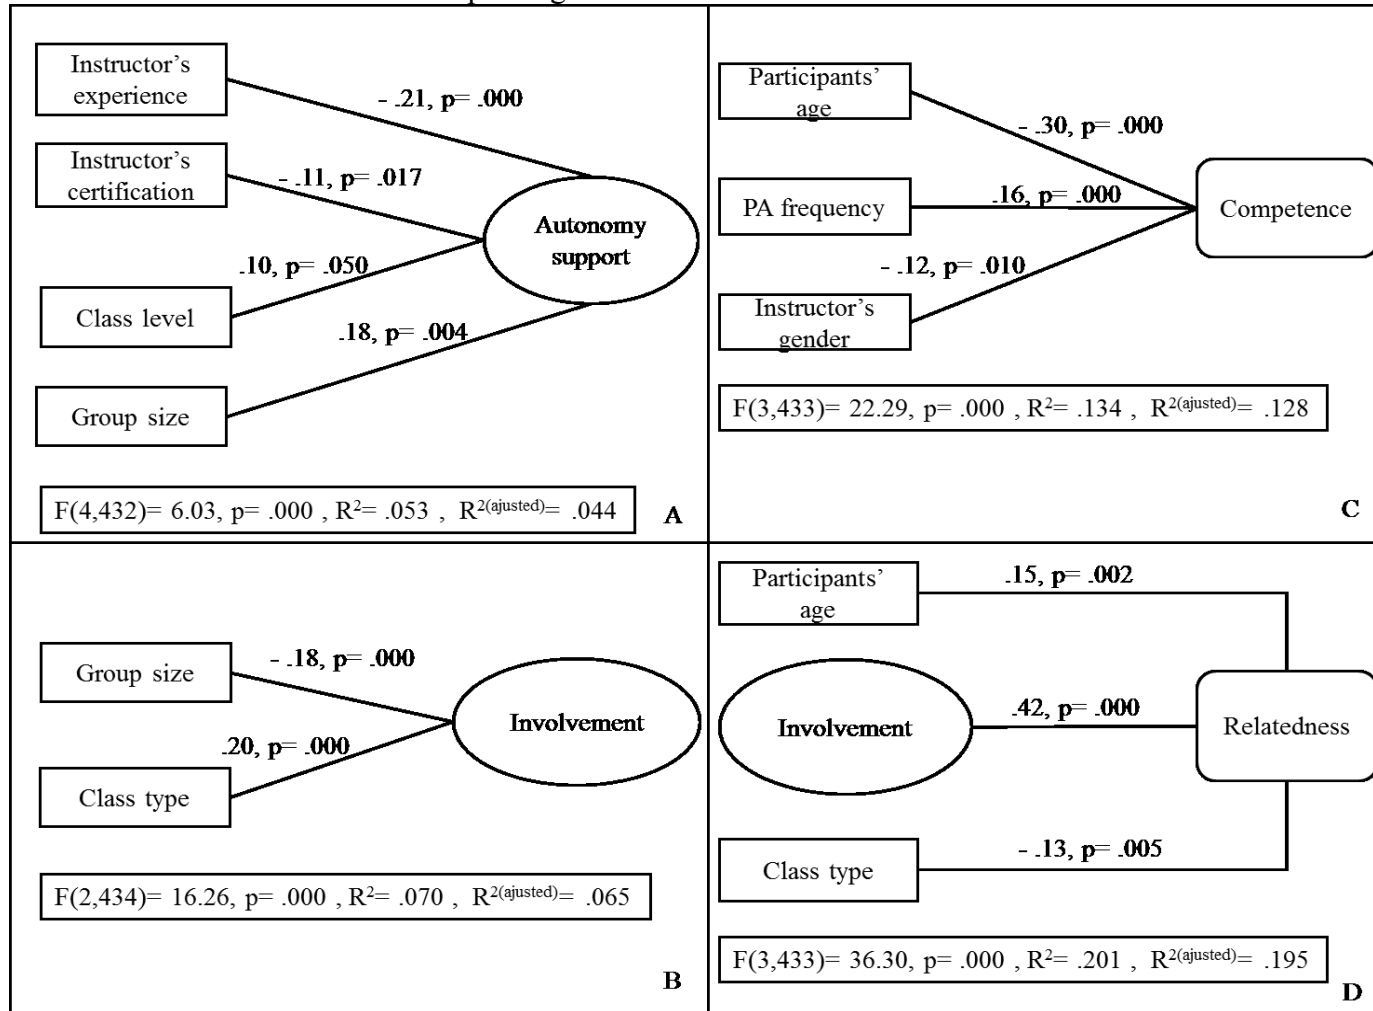 Instructor's
experience
- .21, p= .000
Instructor's
certification
- .11, p= .017
Autonomy
support
.10, p= .050
Class level
.18, p= .004
Group size
F(4,432)= 6.03, p= .000 , R²= .053 , R²⁽ᵃʲᵘˢᵗᵉᵈ⁾= .044
A
Participants'
age
- .30, p= .000
PA frequency
.16, p= .000
Competence
- .12, p= .010
Instructor's
gender
F(3,433)= 22.29, p= .000 , R²= .134 , R²⁽ᵃʲᵘˢᵗᵉᵈ⁾= .128
C
Group size
- .18, p= .000
Involvement
.20, p= .000
Class type
F(2,434)= 16.26, p= .000 , R²= .070 , R²⁽ᵃʲᵘˢᵗᵉᵈ⁾= .065
B
Participants'
age
.15, p= .002
Involvement
.42, p= .000
Relatedness
- .13, p= .005
Class type
F(3,433)= 36.30, p= .000 , R²= .201 , R²⁽ᵃʲᵘˢᵗᵉᵈ⁾= .195
D